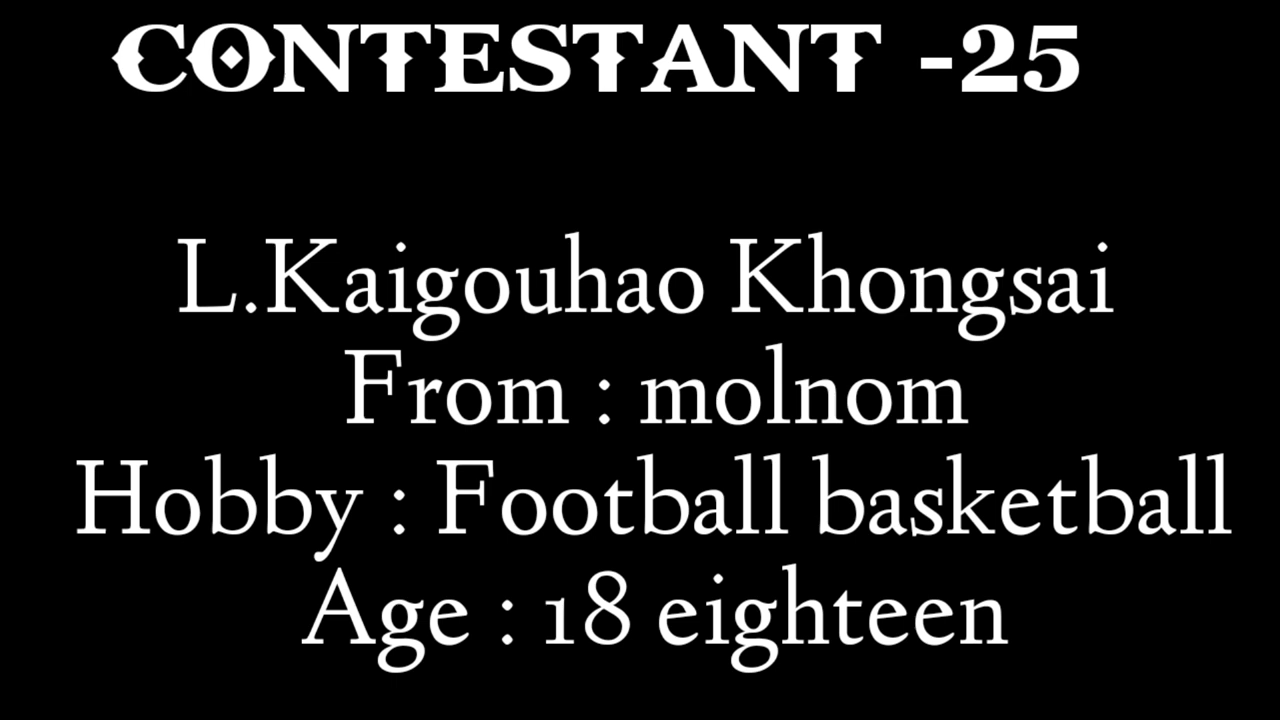 CONTESTANT -25
L.Kaigouhao Khongsai
From : molnom
Hobby : Football basketball
Age : 18 eighteen